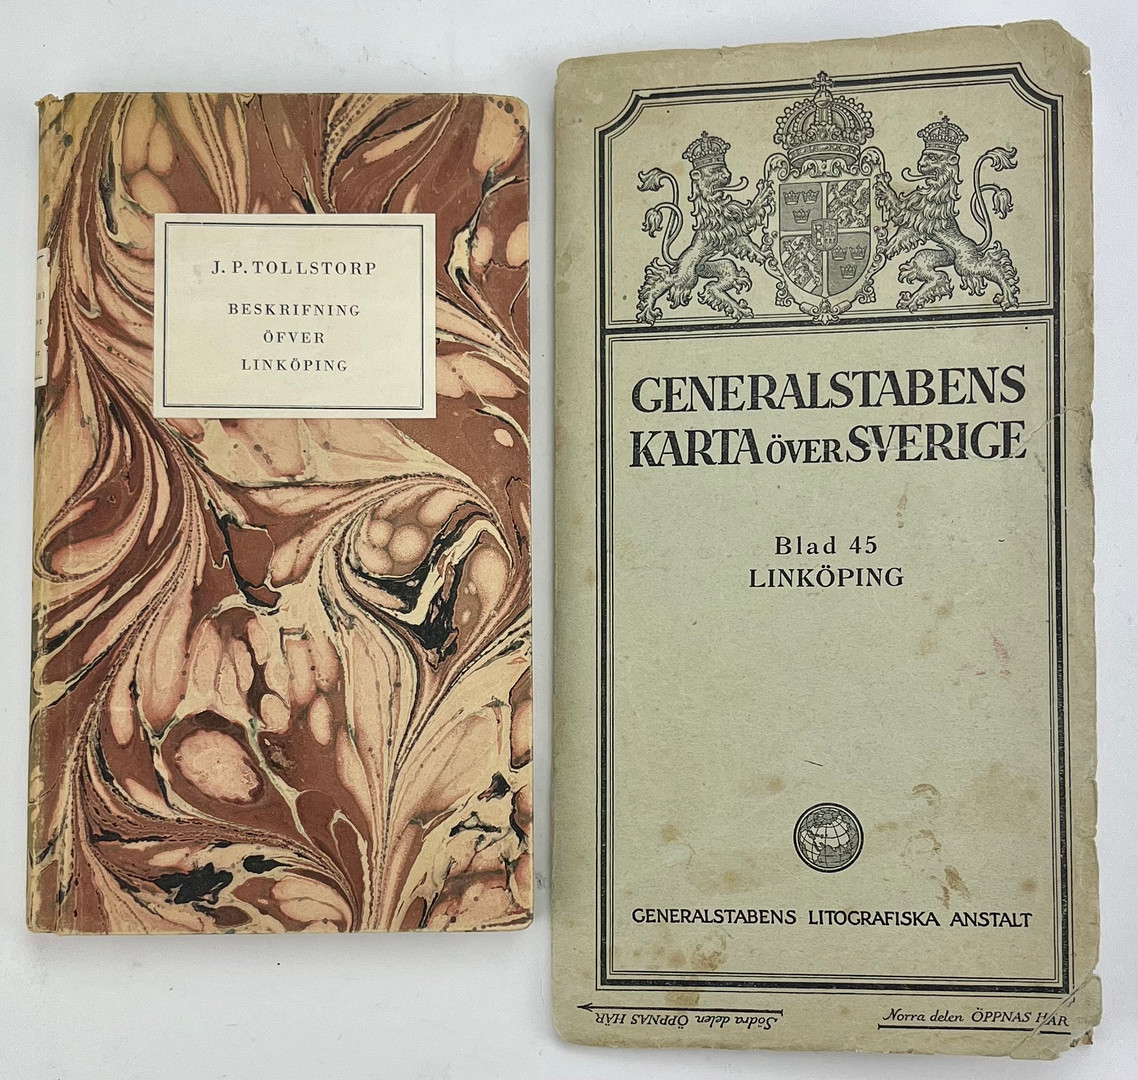 J. P. TOLLSTORP
BESKRIFNING
ÖFVER
LINKÖPING
GENERALSTABENS
KARTA ÖVER SVERIGE
Blad 45
LINKÖPING
GENERALSTABENS LITOGRAFISKA ANSTALT
Södra delen ÖPPNAS HÄR
Norra delen ÖPPNAS HÄR